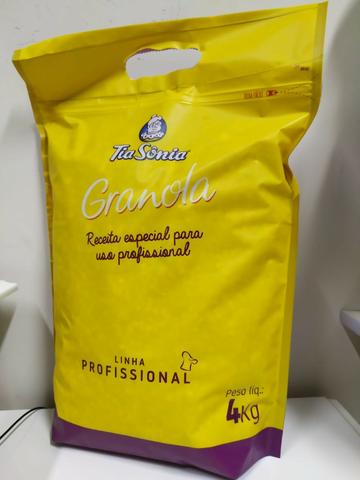 Tia Sônia
Granola
Receita especial para
uso profissional
LINHA
PROFISSIONAL
Peso líq.:
4Kg